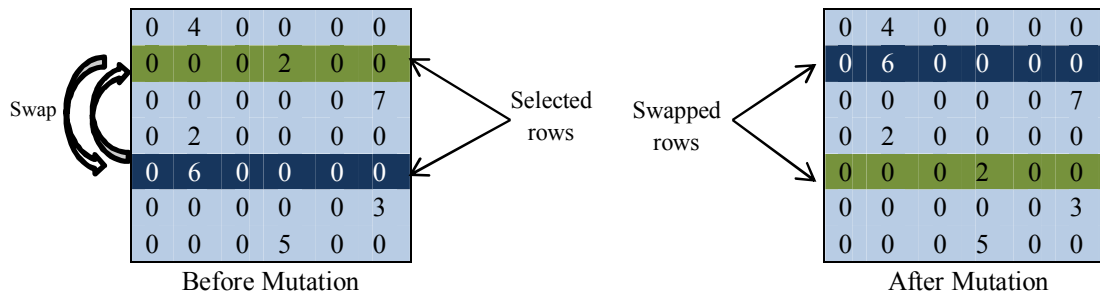 0 4 0 0 0 0
0 0 0 2 0 0
0 0 0 0 0 7
0 2 0 0 0 0
0 6 0 0 0 0
0 0 0 0 0 3
0 0 0 5 0 0
Swap
Selected
rows
Before Mutation
Swapped
rows
0 4 0 0 0 0
0 6 0 0 0 0
0 0 0 0 0 7
0 2 0 0 0 0
0 0 0 2 0 0
0 0 0 0 0 3
0 0 0 5 0 0
After Mutation